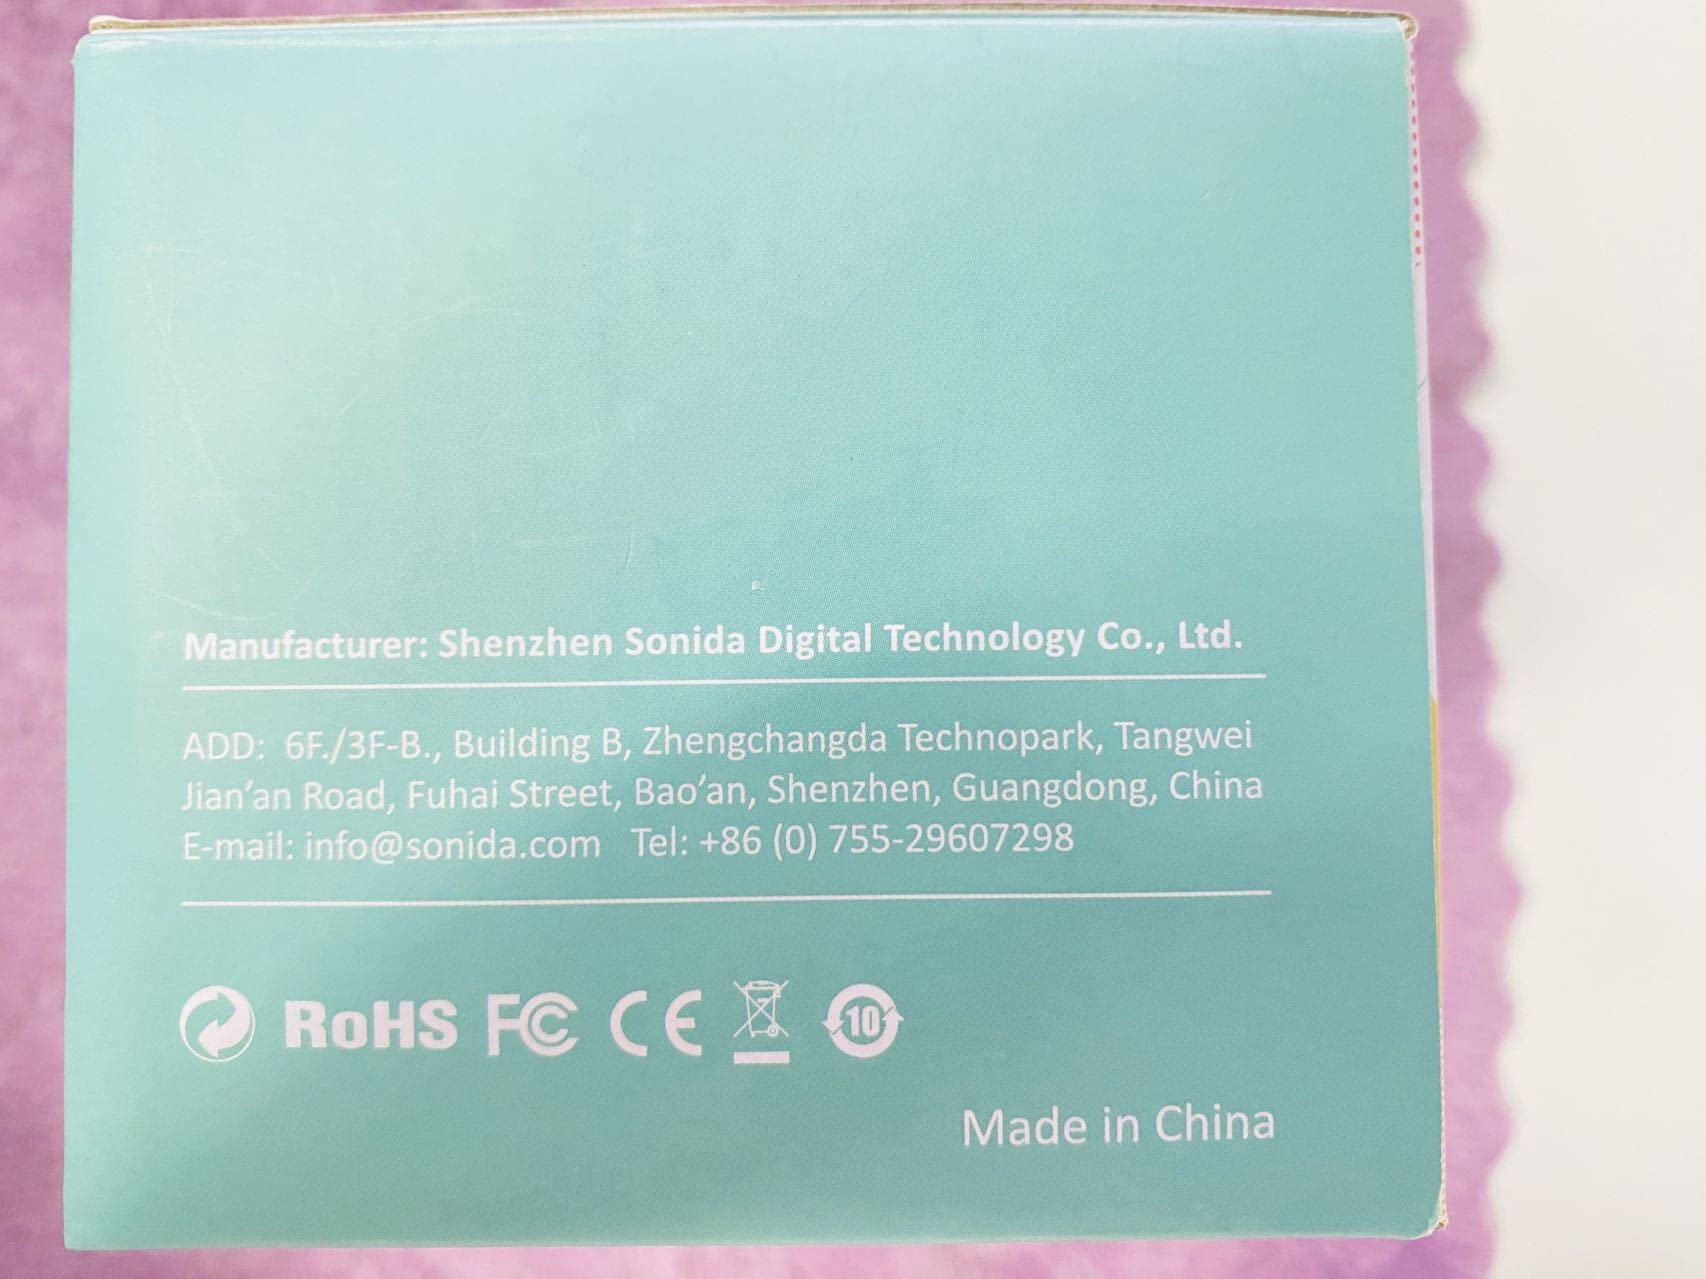 Manufacturer: Shenzhen Sonida Digital Technology Co., Ltd.
ADD: 6F./3F-B., Building B, Zhengchangda Technopark, Tangwei
Jian’an Road, Fuhai Street, Bao’an, Shenzhen, Guangdong, China
E-mail: info@sonida.com Tel: +86 (0) 755-29607298
RoHS FC CE 10
Made in China